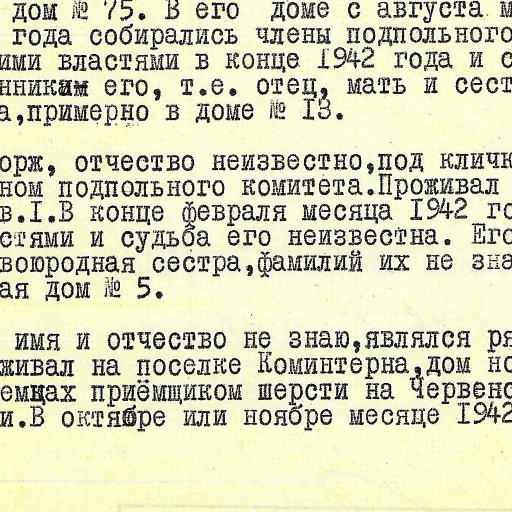 дом № 75. В его дому с августа м
года собирались члены подпольного
ими властями в конце 1942 года и с
нникам его, т.е. отец, мать и сест
а,примерно в доме № 13.
орж, отчество неизвестно,под кличк
ном подпольного комитета.Проживал
в.I.В конце февраля месяца 1942 го
стями и судьба его неизвестна. Его
воюродная сестра,фамилий их не зна
ая дом № 5.
имя и отчество не знаю,являлся ря
живал на поселке Коминтерна,дом но
емцах приёмщиком шерсти на Червено
и.В октябре или ноябре месяце 1942